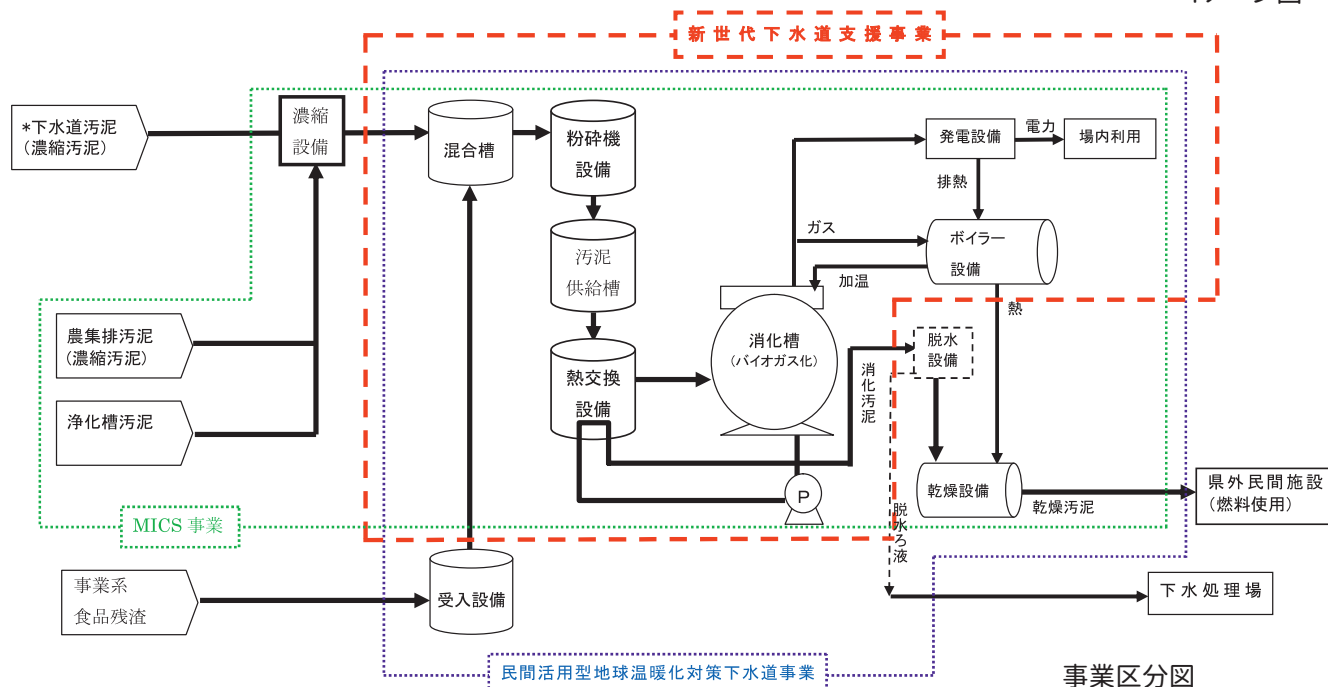 新世代下水道支援事業
*下水道汚泥
(濃縮汚泥)
濃縮
設備
混合槽
粉砕機
設備
発電設備
電力
場内利用
排熱
汚泥
供給槽
ガス
ボイラー
設備
加温
熱
農集排汚泥
(濃縮汚泥)
消化槽
(バイオガス化)
脱水
設備
熱交換
設備
消化汚泥
浄化槽汚泥
P
乾燥設備
乾燥汚泥
県外民間施設
(燃料使用)
MICS 事業
脱水ろ液
事業系
食品残渣
受入設備
下水処理場
民間活用型地球温暖化対策下水道事業
事業区分図